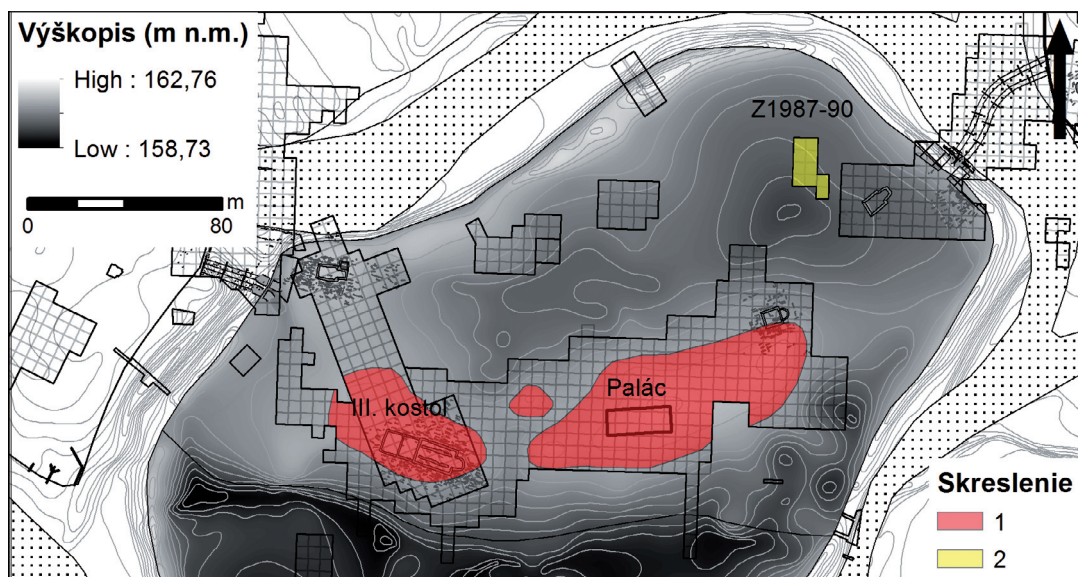 Výškopis (m n.m.)
High : 162,76
Low : 158,73
m
0 80
Z1987-90
III. kostol
Palác
Skreslenie
1
2